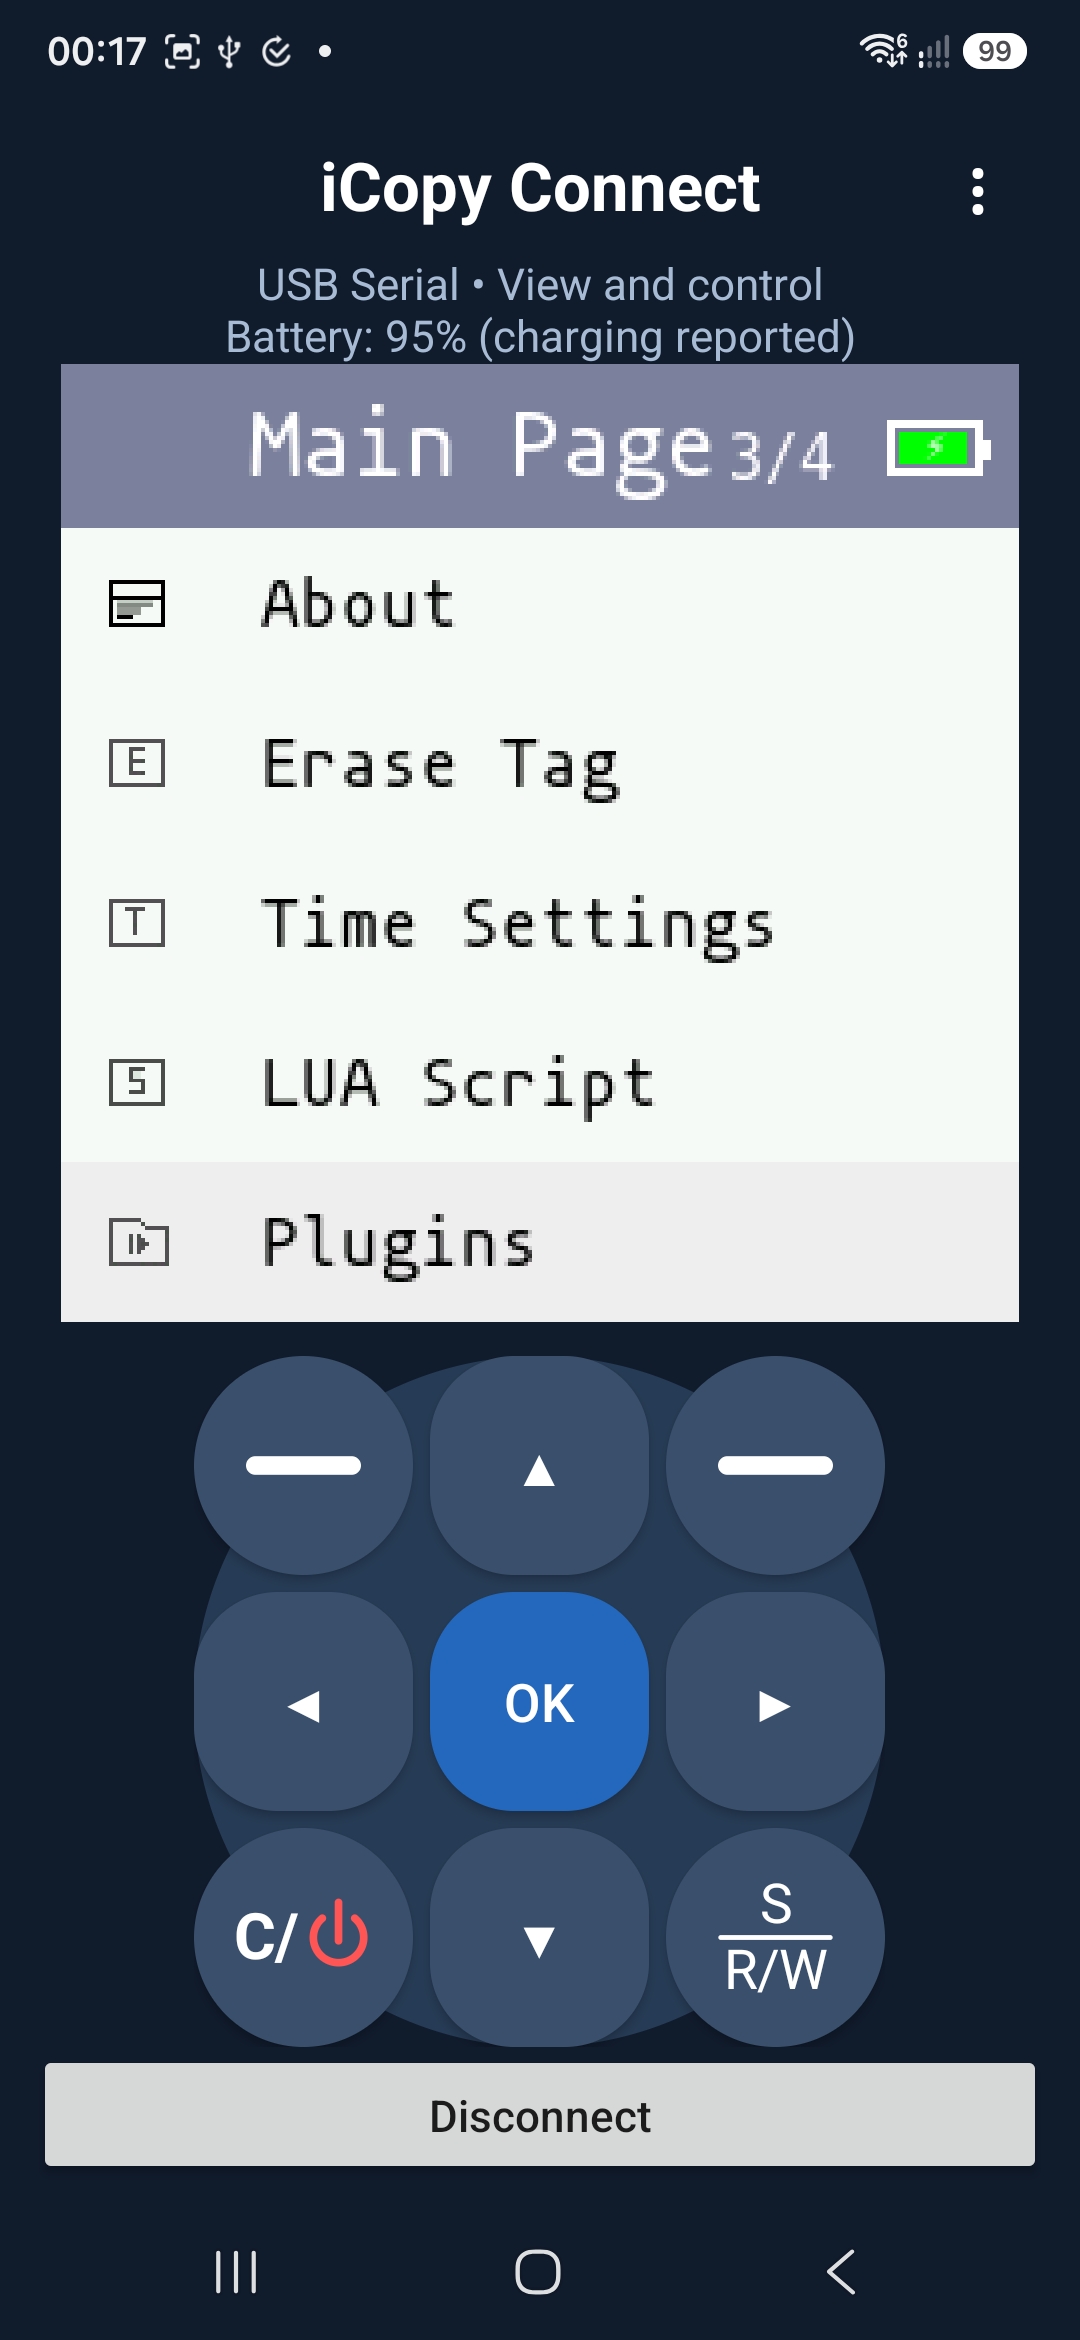 00:17
6
99
iCopy Connect
USB Serial • View and control
Battery: 95% (charging reported)
Main Page 3/4
About
E Erase Tag
T Time Settings
S LUA Script
Plugins
OK
C/
S
R/W
Disconnect